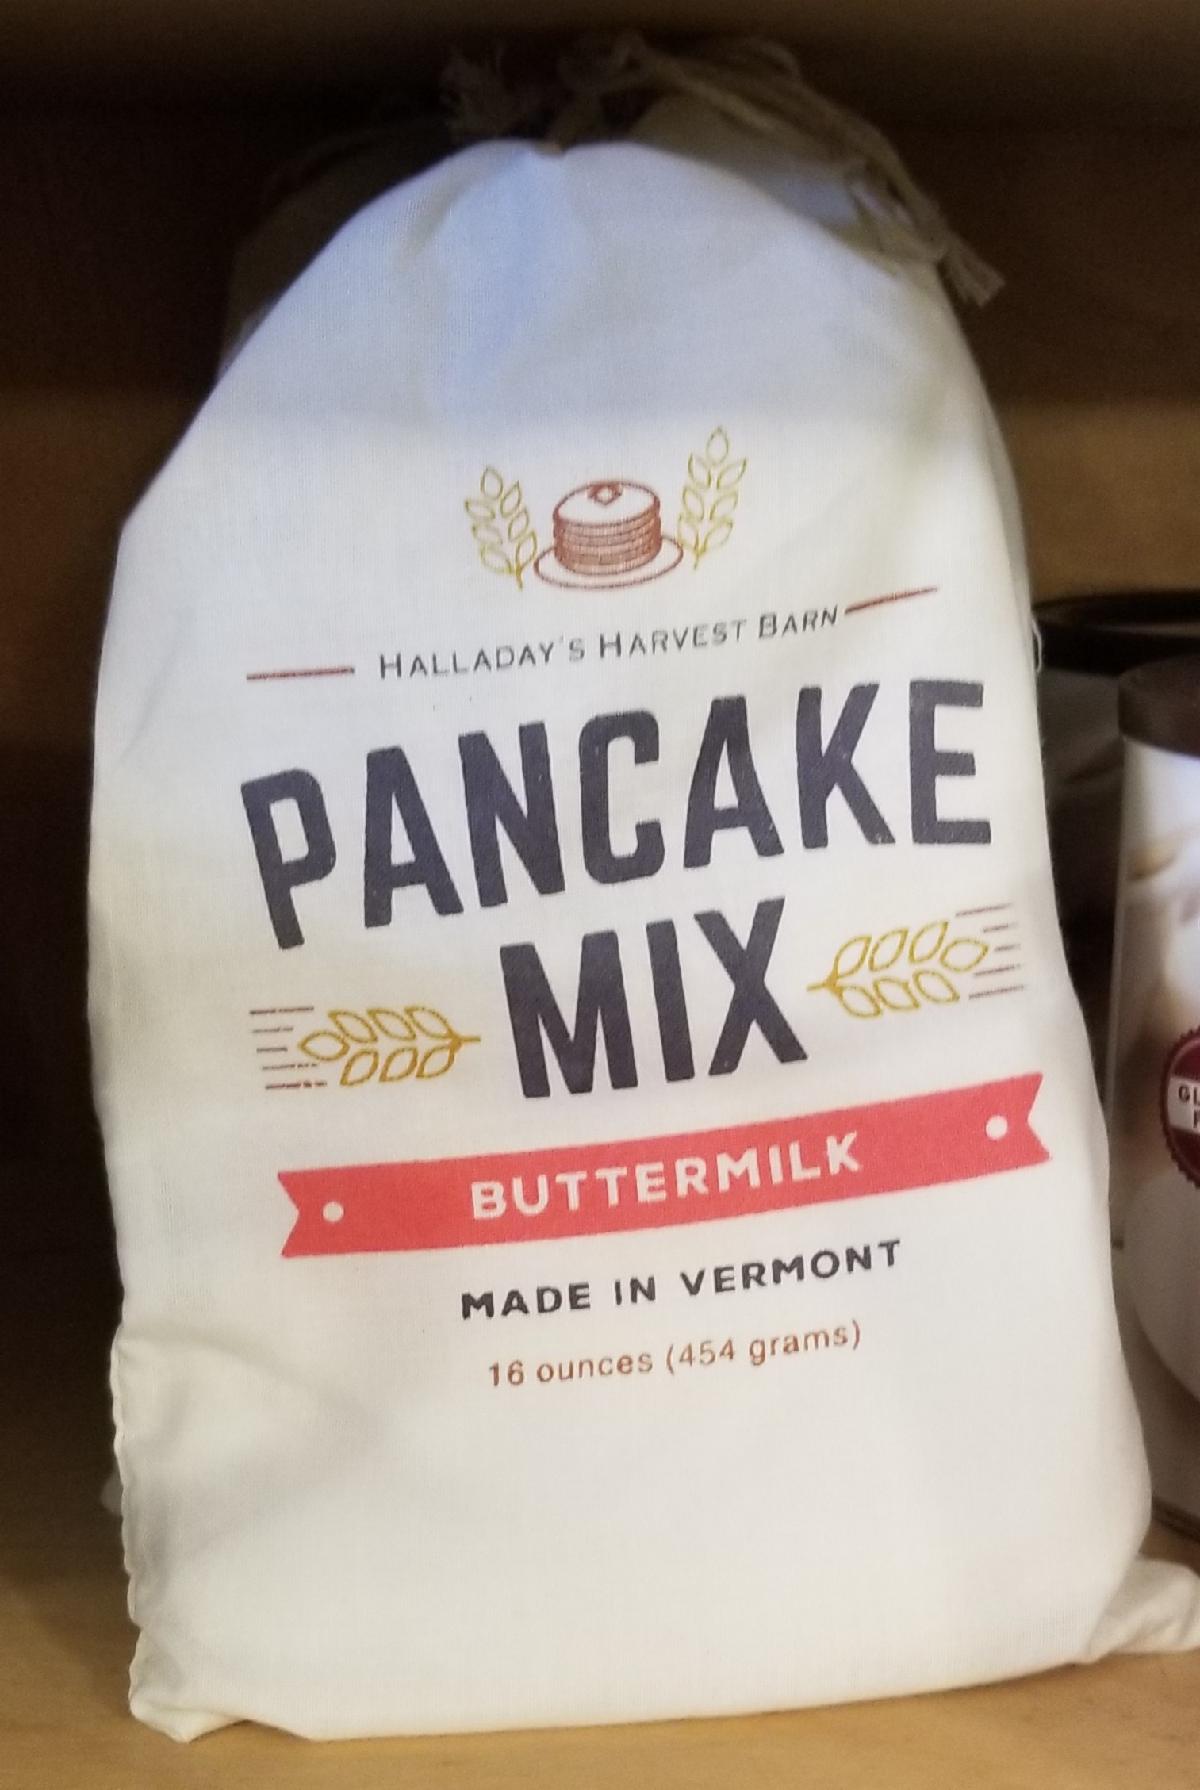 HALLADAY'S HARVEST BARN
PANCAKE
MIX
BUTTERMILK
MADE IN VERMONT
16 ounces (454 grams)